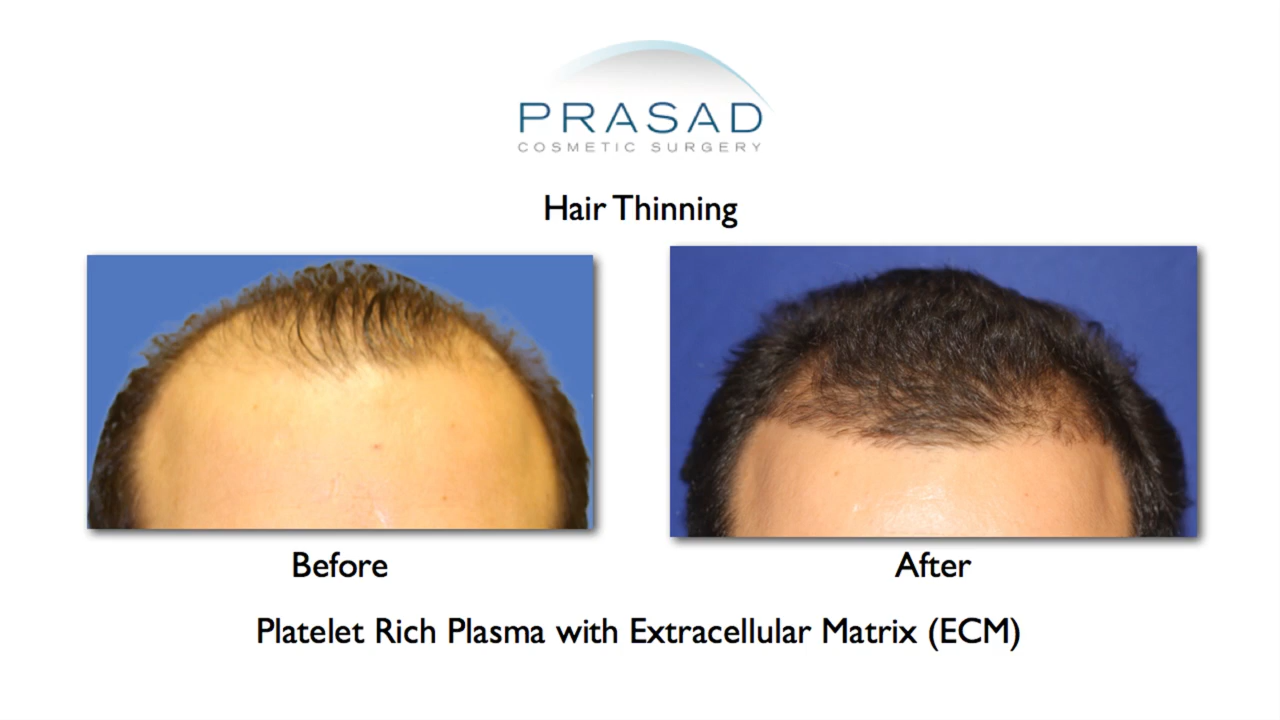 PRASAD
COSMETIC SURGERY
Hair Thinning
Before
After
Platelet Rich Plasma with Extracellular Matrix (ECM)